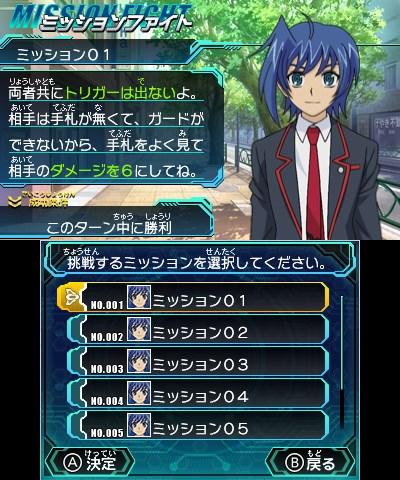 MISSION FIGHT
ミッションファイト
ミッション０１
両者共にトリガーは出ないよ。
相手は手札が無くて、ガードが
できないから、手札をよく見て
相手のダメージを６にしてね。
成功条件
このターン中に勝利
挑戦するミッションを選択してください。
NO.001 ミッション０１
NO.002 ミッション０２
NO.003 ミッション０３
NO.004 ミッション０４
NO.005 ミッション０５
Ⓐ決定 Ⓑ戻る